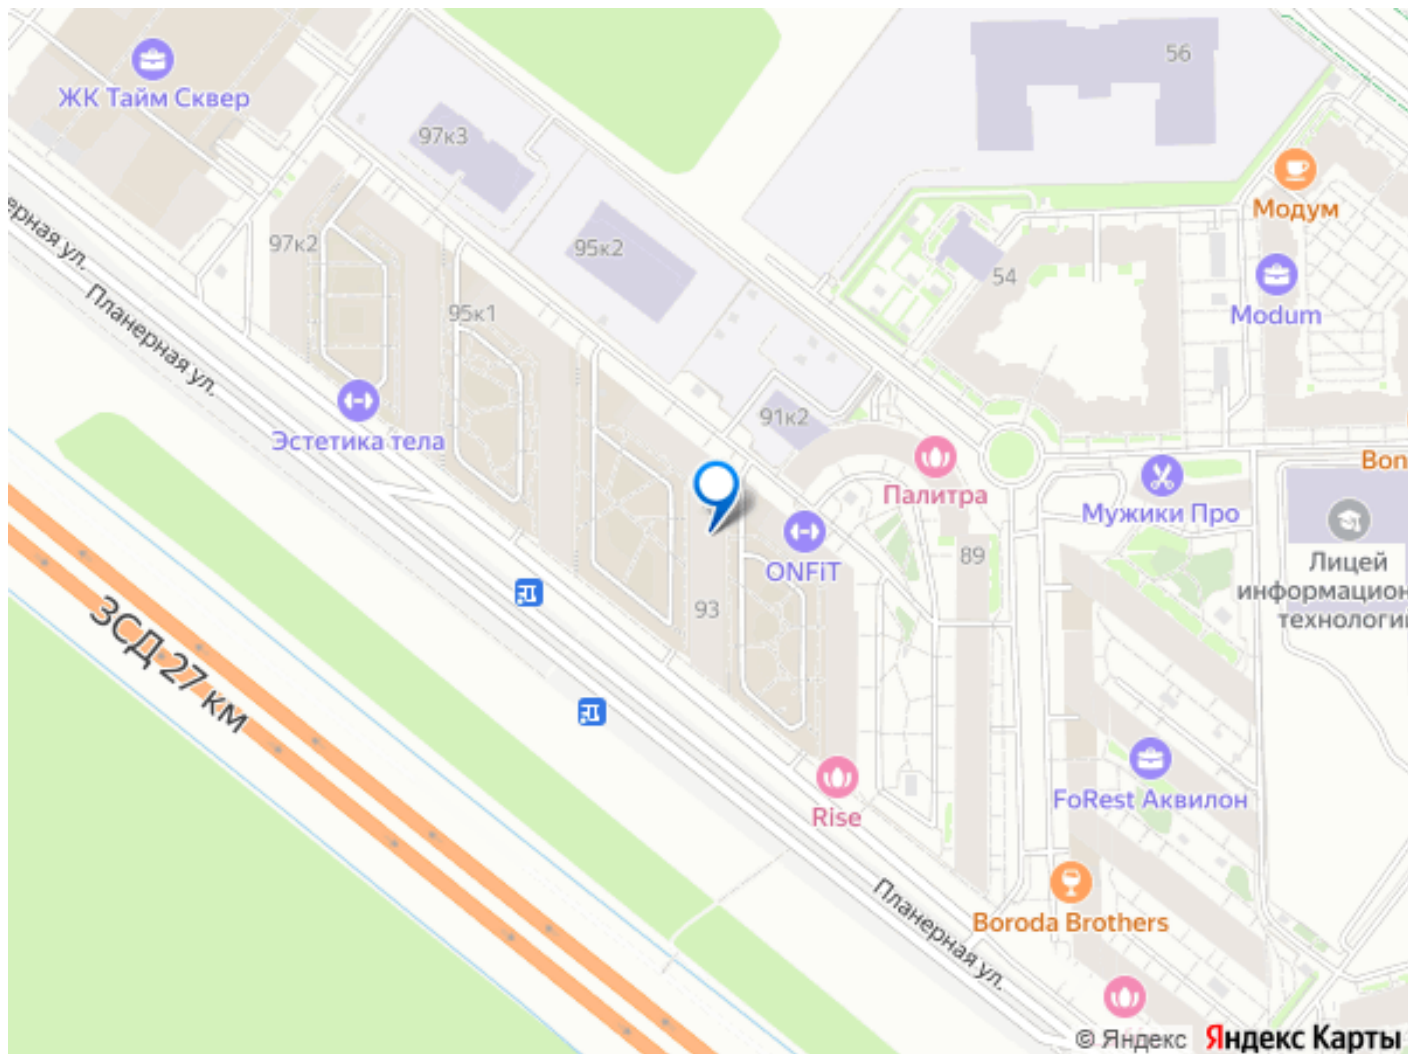 56
ЖК Тайм Сквер
97к3
Модум
97к2
95к2
54
Modum
ерная ул.
Планерная ул.
95к1
Эстетика тела
91к2
Палитра
Bon
Мужики Про
ONFiT
89
Лицей
информацион
технологи
93
ЗСД 27 км
Rise
FoRest Аквилон
Планерная ул.
Boroda Brothers
© Яндекс Яндекс Карты